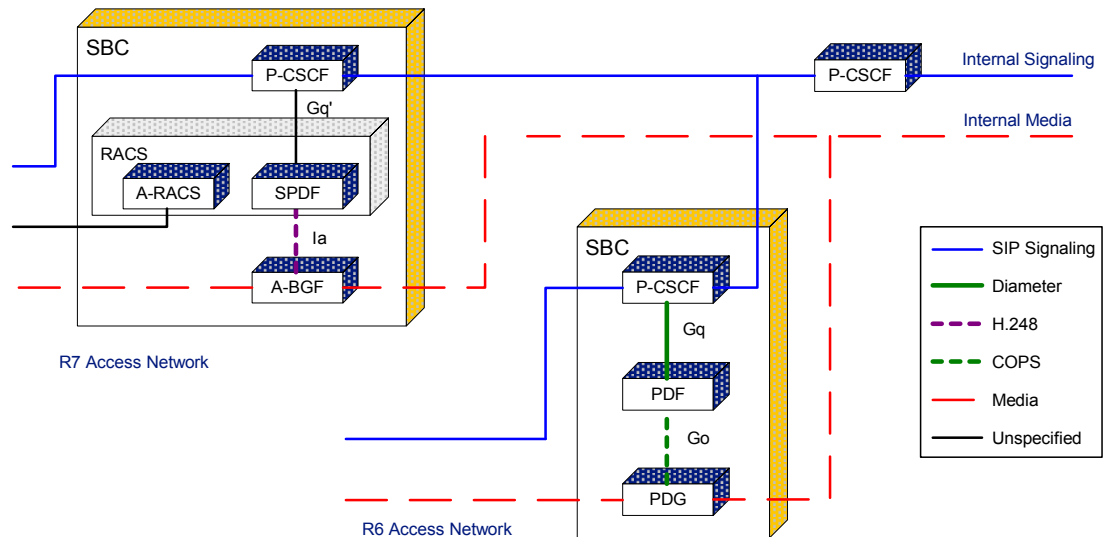 SBC
P-CSCF
P-CSCF
Internal Signaling
Gq'
Internal Media
RACS
A-RACS
SPDF
Ia
SBC
SIP Signaling
A-BGF
P-CSCF
Diameter
H.248
Gq
R7 Access Network
COPS
PDF
Media
Go
Unspecified
PDG
R6 Access Network